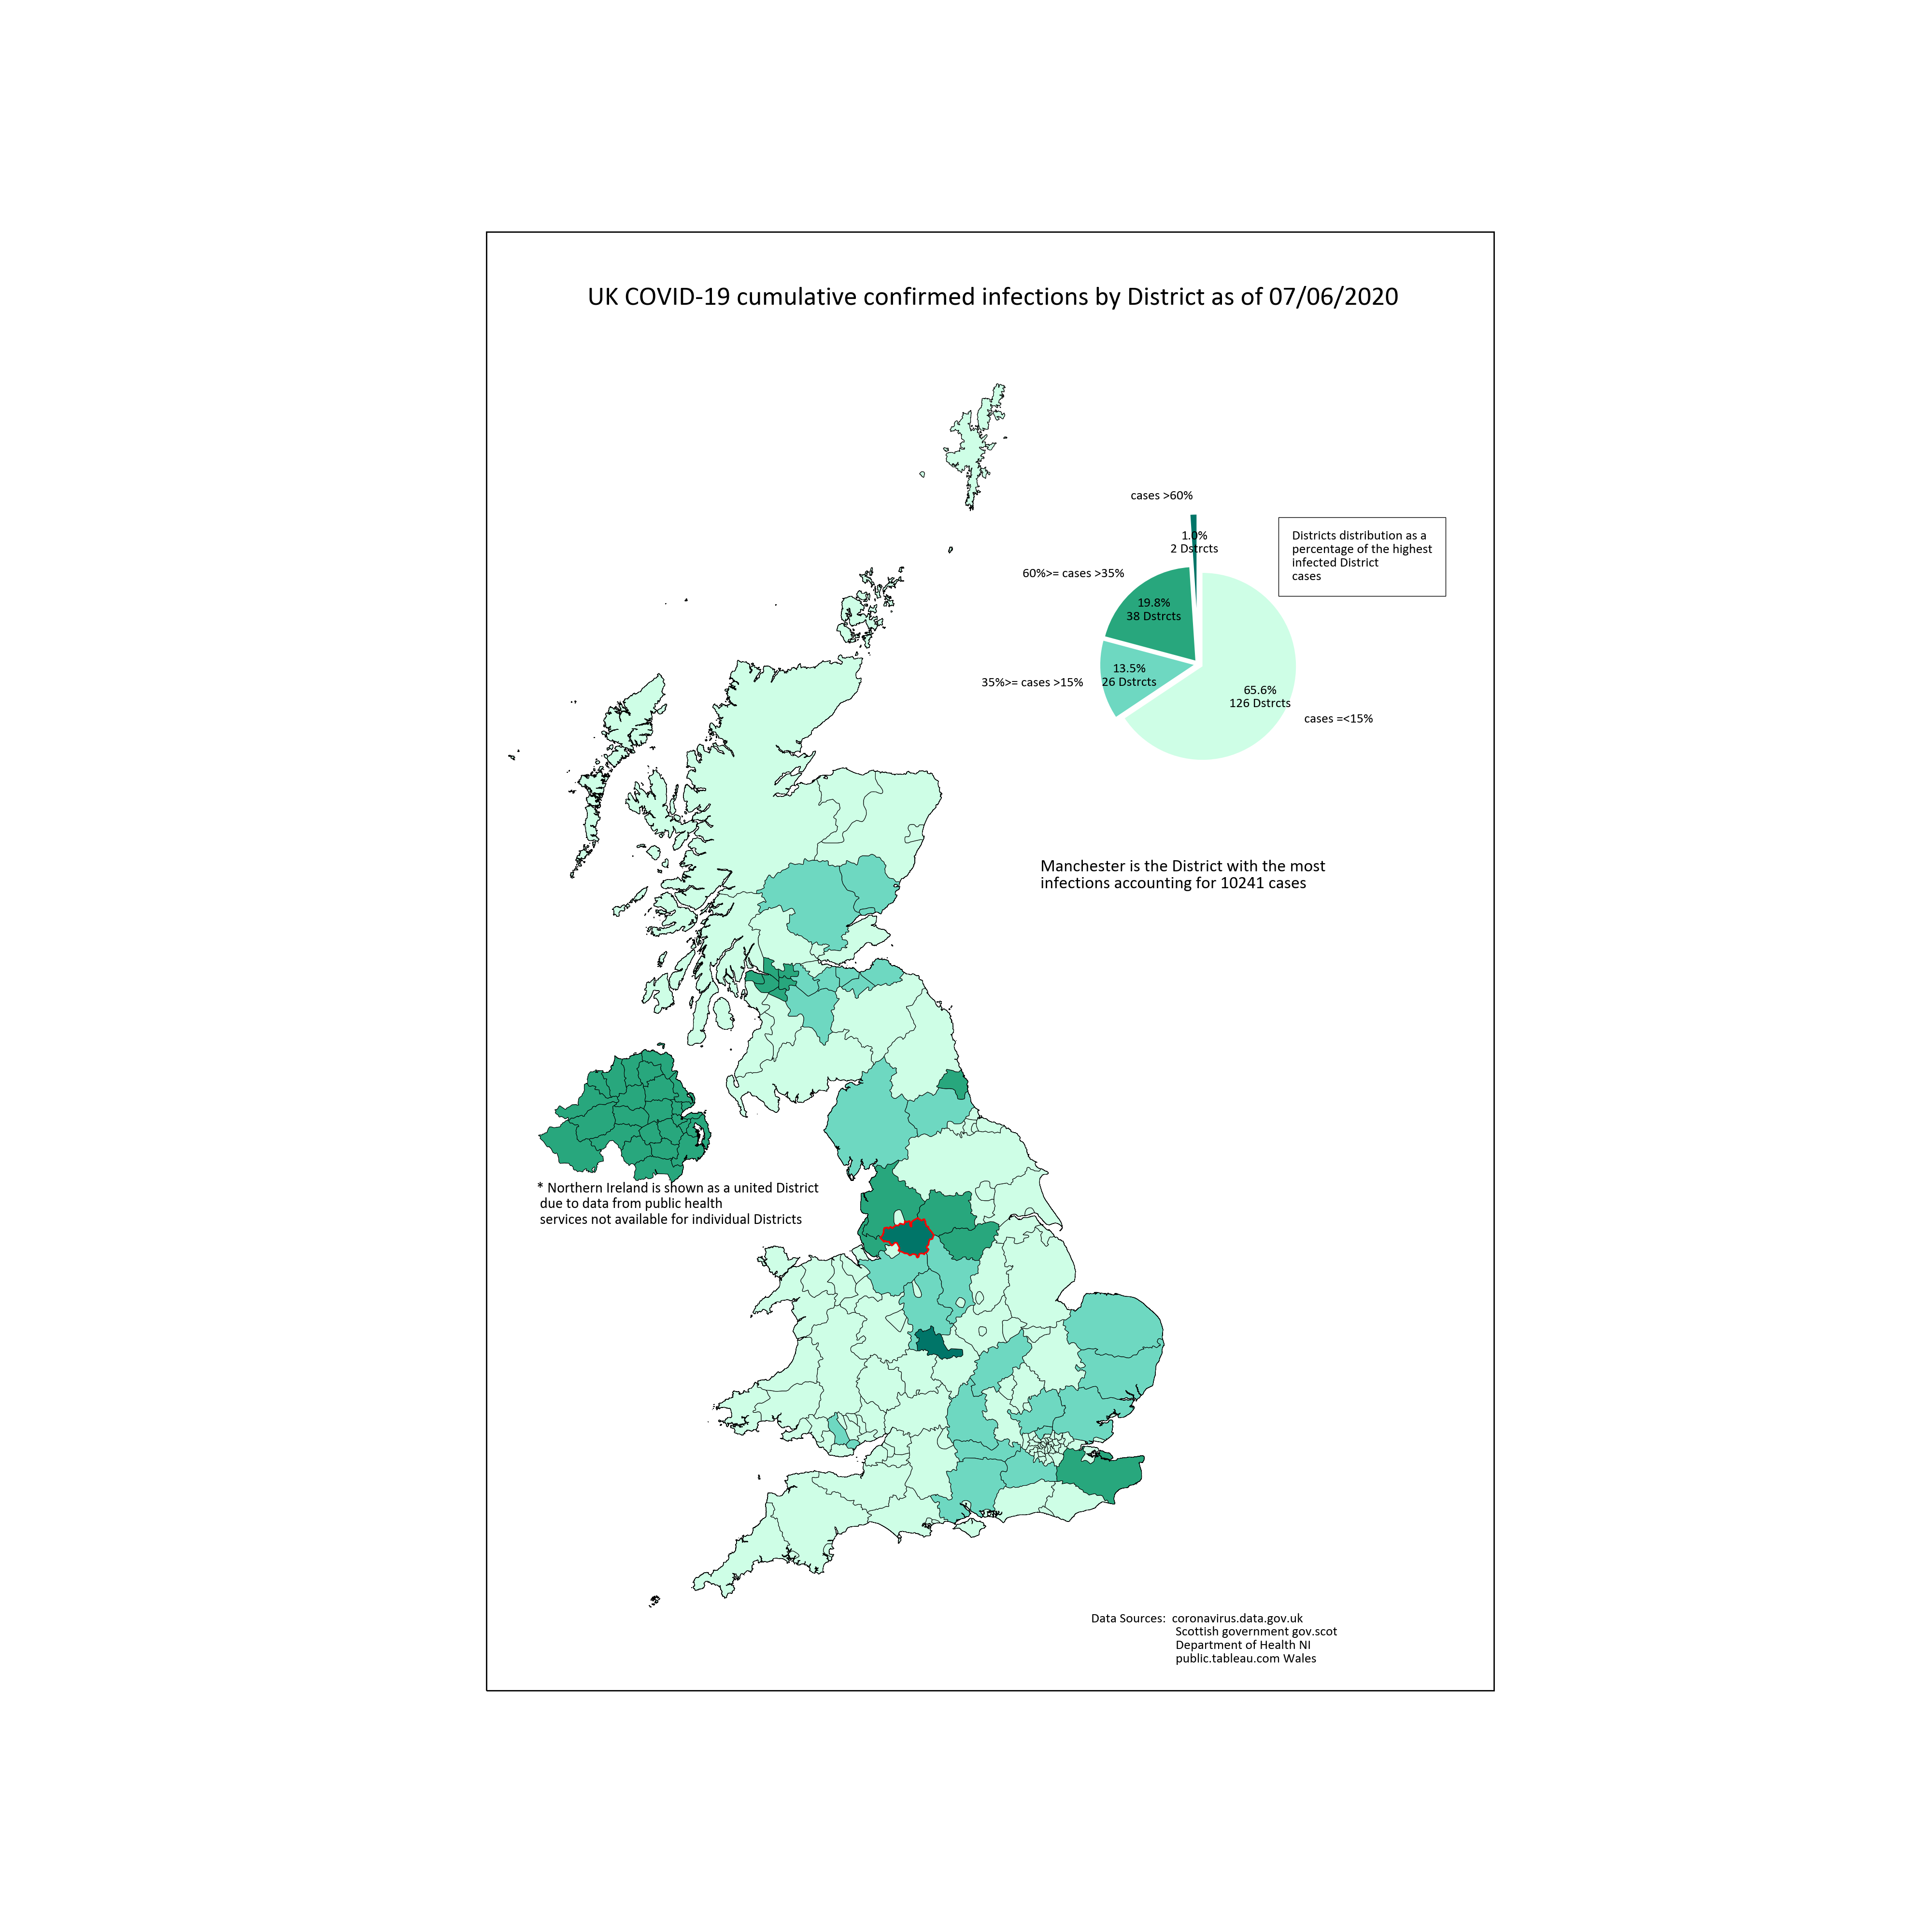 UK COVID-19 cumulative confirmed infections by District as of 07/06/2020
cases >60%
1.0%
2 Dstrcts
Districts distribution as a
percentage of the highest
infected District
cases
60%>= cases >35%
19.8%
38 Dstrcts
35%>= cases >15%
13.5%
26 Dstrcts
65.6%
126 Dstrcts
cases =<15%
Manchester is the District with the most
infections accounting for 10241 cases
* Northern Ireland is shown as a united District
due to data from public health
services not available for individual Districts
Data Sources:  coronavirus.data.gov.uk
Scottish government gov.scot
Department of Health NI
public.tableau.com Wales